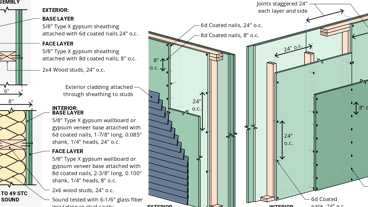 EMBLY
EXTERIOR:
BASE LAYER
5/8" Type X gypsum sheathing
attached with 6d coated nails 24" o.c.
FACE LAYER
5/8" Type X gypsum sheathing
attached with 8d coated nails, 8" o.c.
2x4 Wood studs, 24" o.c.
Exterior cladding attached
through sheathing to studs
8"
INTERIOR:
BASE LAYER
5/8" Type X gypsum wallboard or
gypsum veneer base attached with
6d coated nails, 1-7/8" long, 0.085"
shank, 1/4" heads, 24" o.c.
FACE LAYER
5/8" Type X gypsum wallboard or
gypsum veneer base attached with
8d coated nails, 2-3/8" long, 0.100"
shank, 1/4" heads, 8" o.c.
2x6 wood studs, 24" o.c.
TO 49 STC
SOUND
Sound tested with 6-1/6" glass fiber
6d Coated nails, 24" o.c.
8d Coated nails, 8" o.c.
8"
o.c.
24"
o.c.
EXTERIOR
Joints staggered 24"
each layer and side
24" o.c.
24"
o.c.
8"
6d Coated
nails, 24" o.c.
INTERIOR